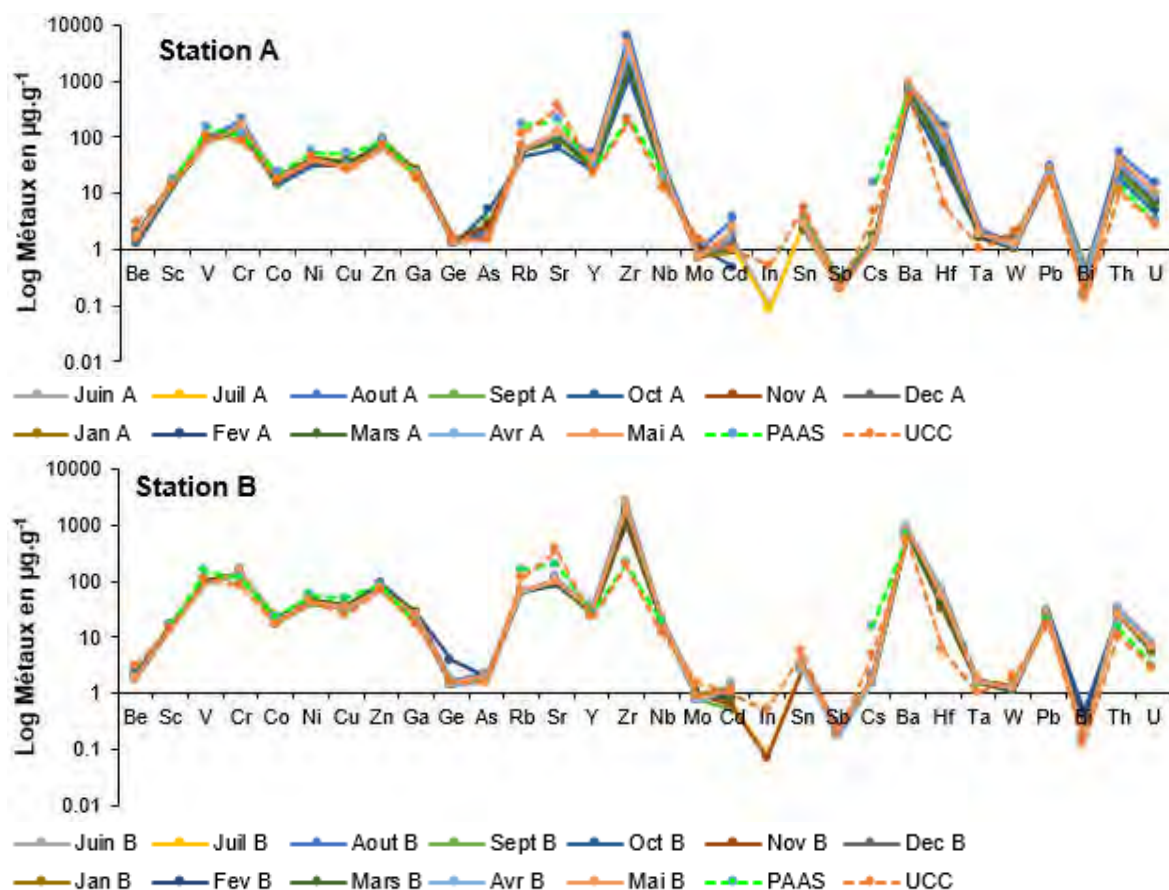 Station A
Log Métaux en µg.g-1
10000
1000
100
10
1
0.1
0.01
Be Sc V Cr Co Ni Cu Zn Ga Ge As Rb Sr Y Zr Nb Mo Cd In Sn Sb Cs Ba Hf Ta W Pb Bi Th U
Juin A Juil A Aout A Sept A Oct A Nov A Dec A
Jan A Fev A Mars A Avr A Mai A PAAS UCC
Station B
Log Métaux en µg.g-1
10000
1000
100
10
1
0.1
0.01
Be Sc V Cr Co Ni Cu Zn Ga Ge As Rb Sr Y Zr Nb Mo Cd In Sn Sb Cs Ba Hf Ta W Pb Bi Th U
Juin B Juil B Aout B Sept B Oct B Nov B Dec B
Jan B Fev B Mars B Avr B Mai B PAAS UCC